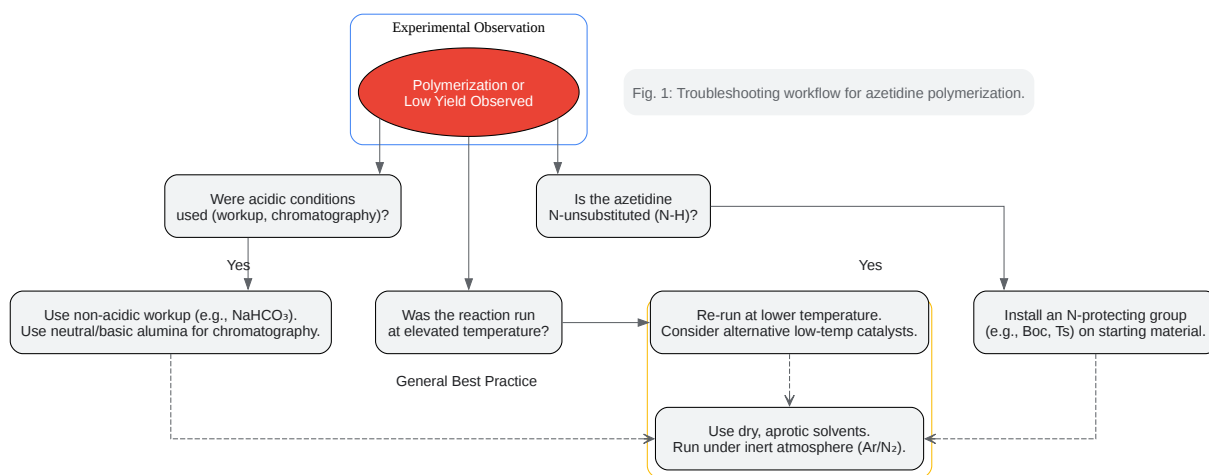 Experimental Observation
Polymerization or
Low Yield Observed
Fig. 1: Troubleshooting workflow for azetidine polymerization.
Were acidic conditions
used (workup, chromatography)?
Is the azetidine
N-unsubstituted (N-H)?
Yes
Yes
Use non-acidic workup (e.g., NaHCO₃).
Use neutral/basic alumina for chromatography.
Was the reaction run
at elevated temperature?
Re-run at lower temperature.
Consider alternative low-temp catalysts.
Install an N-protecting group
(e.g., Boc, Ts) on starting material.
General Best Practice
Use dry, aprotic solvents.
Run under inert atmosphere (Ar/N₂).